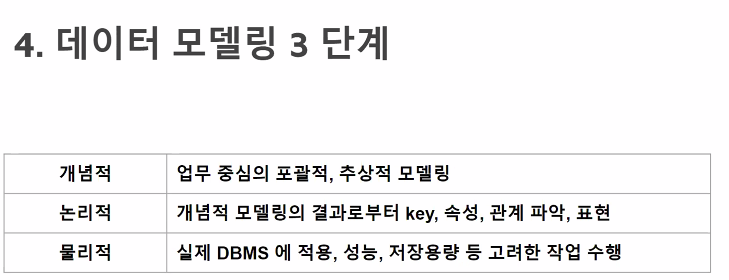 4. 데이터 모델링 3 단계
개념적 업무 중심의 포괄적, 추상적 모델링
논리적 개념적 모델링의 결과로부터 key, 속성, 관계 파악, 표현
물리적 실제 DBMS 에 적용, 성능, 저장용량 등 고려한 작업 수행